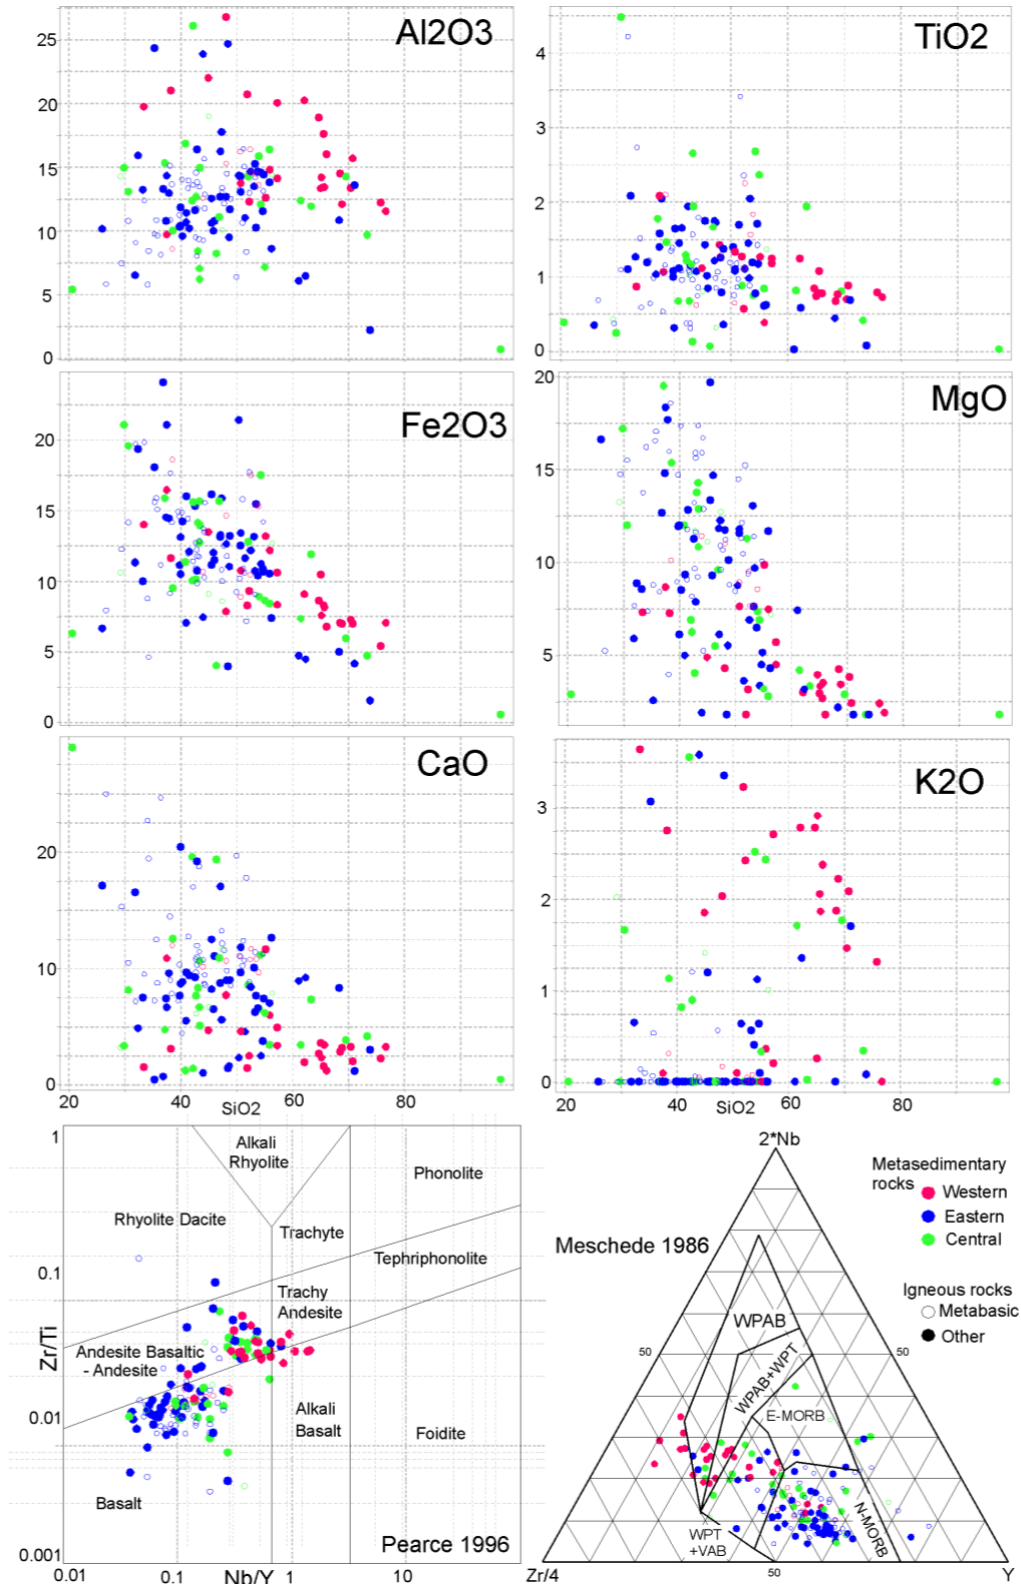 Al2O3
25
20
15
10
5
0
TiO2
4
3
2
1
0
Fe2O3
20
15
10
5
0
MgO
20
15
10
5
CaO
20
10
0
20
40
SiO2
60
80
K2O
3
2
1
0
20
40
SiO2
60
80
1
0.1
0.01
0.001
Zr/Ti
Alkali
Rhyolite
Phonolite
Rhyolite Dacite
Trachyte
Tephriphonolite
Trachy
Andesite
Andesite Basaltic
- Andesite
Alkali
Basalt
Foidite
Basalt
Pearce 1996
0.01
0.1
Nb/Y
1
10
2*Nb
Meschede 1986
Metasedimentary
rocks
Western
Eastern
Central
Igneous rocks
Metabasic
Other
WPAB
50
50
WPAB+WPT
E-MORB
N-MORB
WPT
+VAB
Zr/4
50
Y